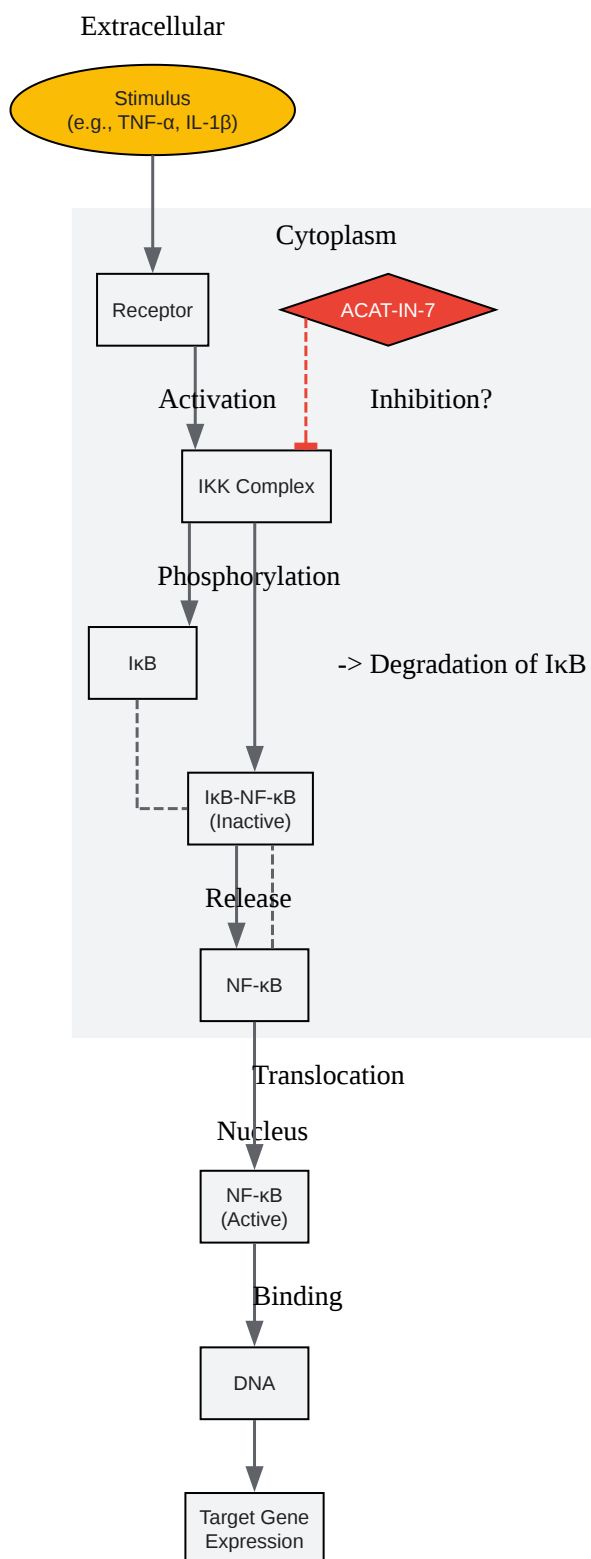 Extracellular
Stimulus
(e.g., TNF-α, IL-1β)
Cytoplasm
Receptor
ACAT-IN-7
Activation
Inhibition?
IKK Complex
Phosphorylation
IκB
-> Degradation of IκB
IκB-NF-κB
(Inactive)
Release
NF-κB
Translocation
Nucleus
NF-κB
(Active)
Binding
DNA
Target Gene
Expression